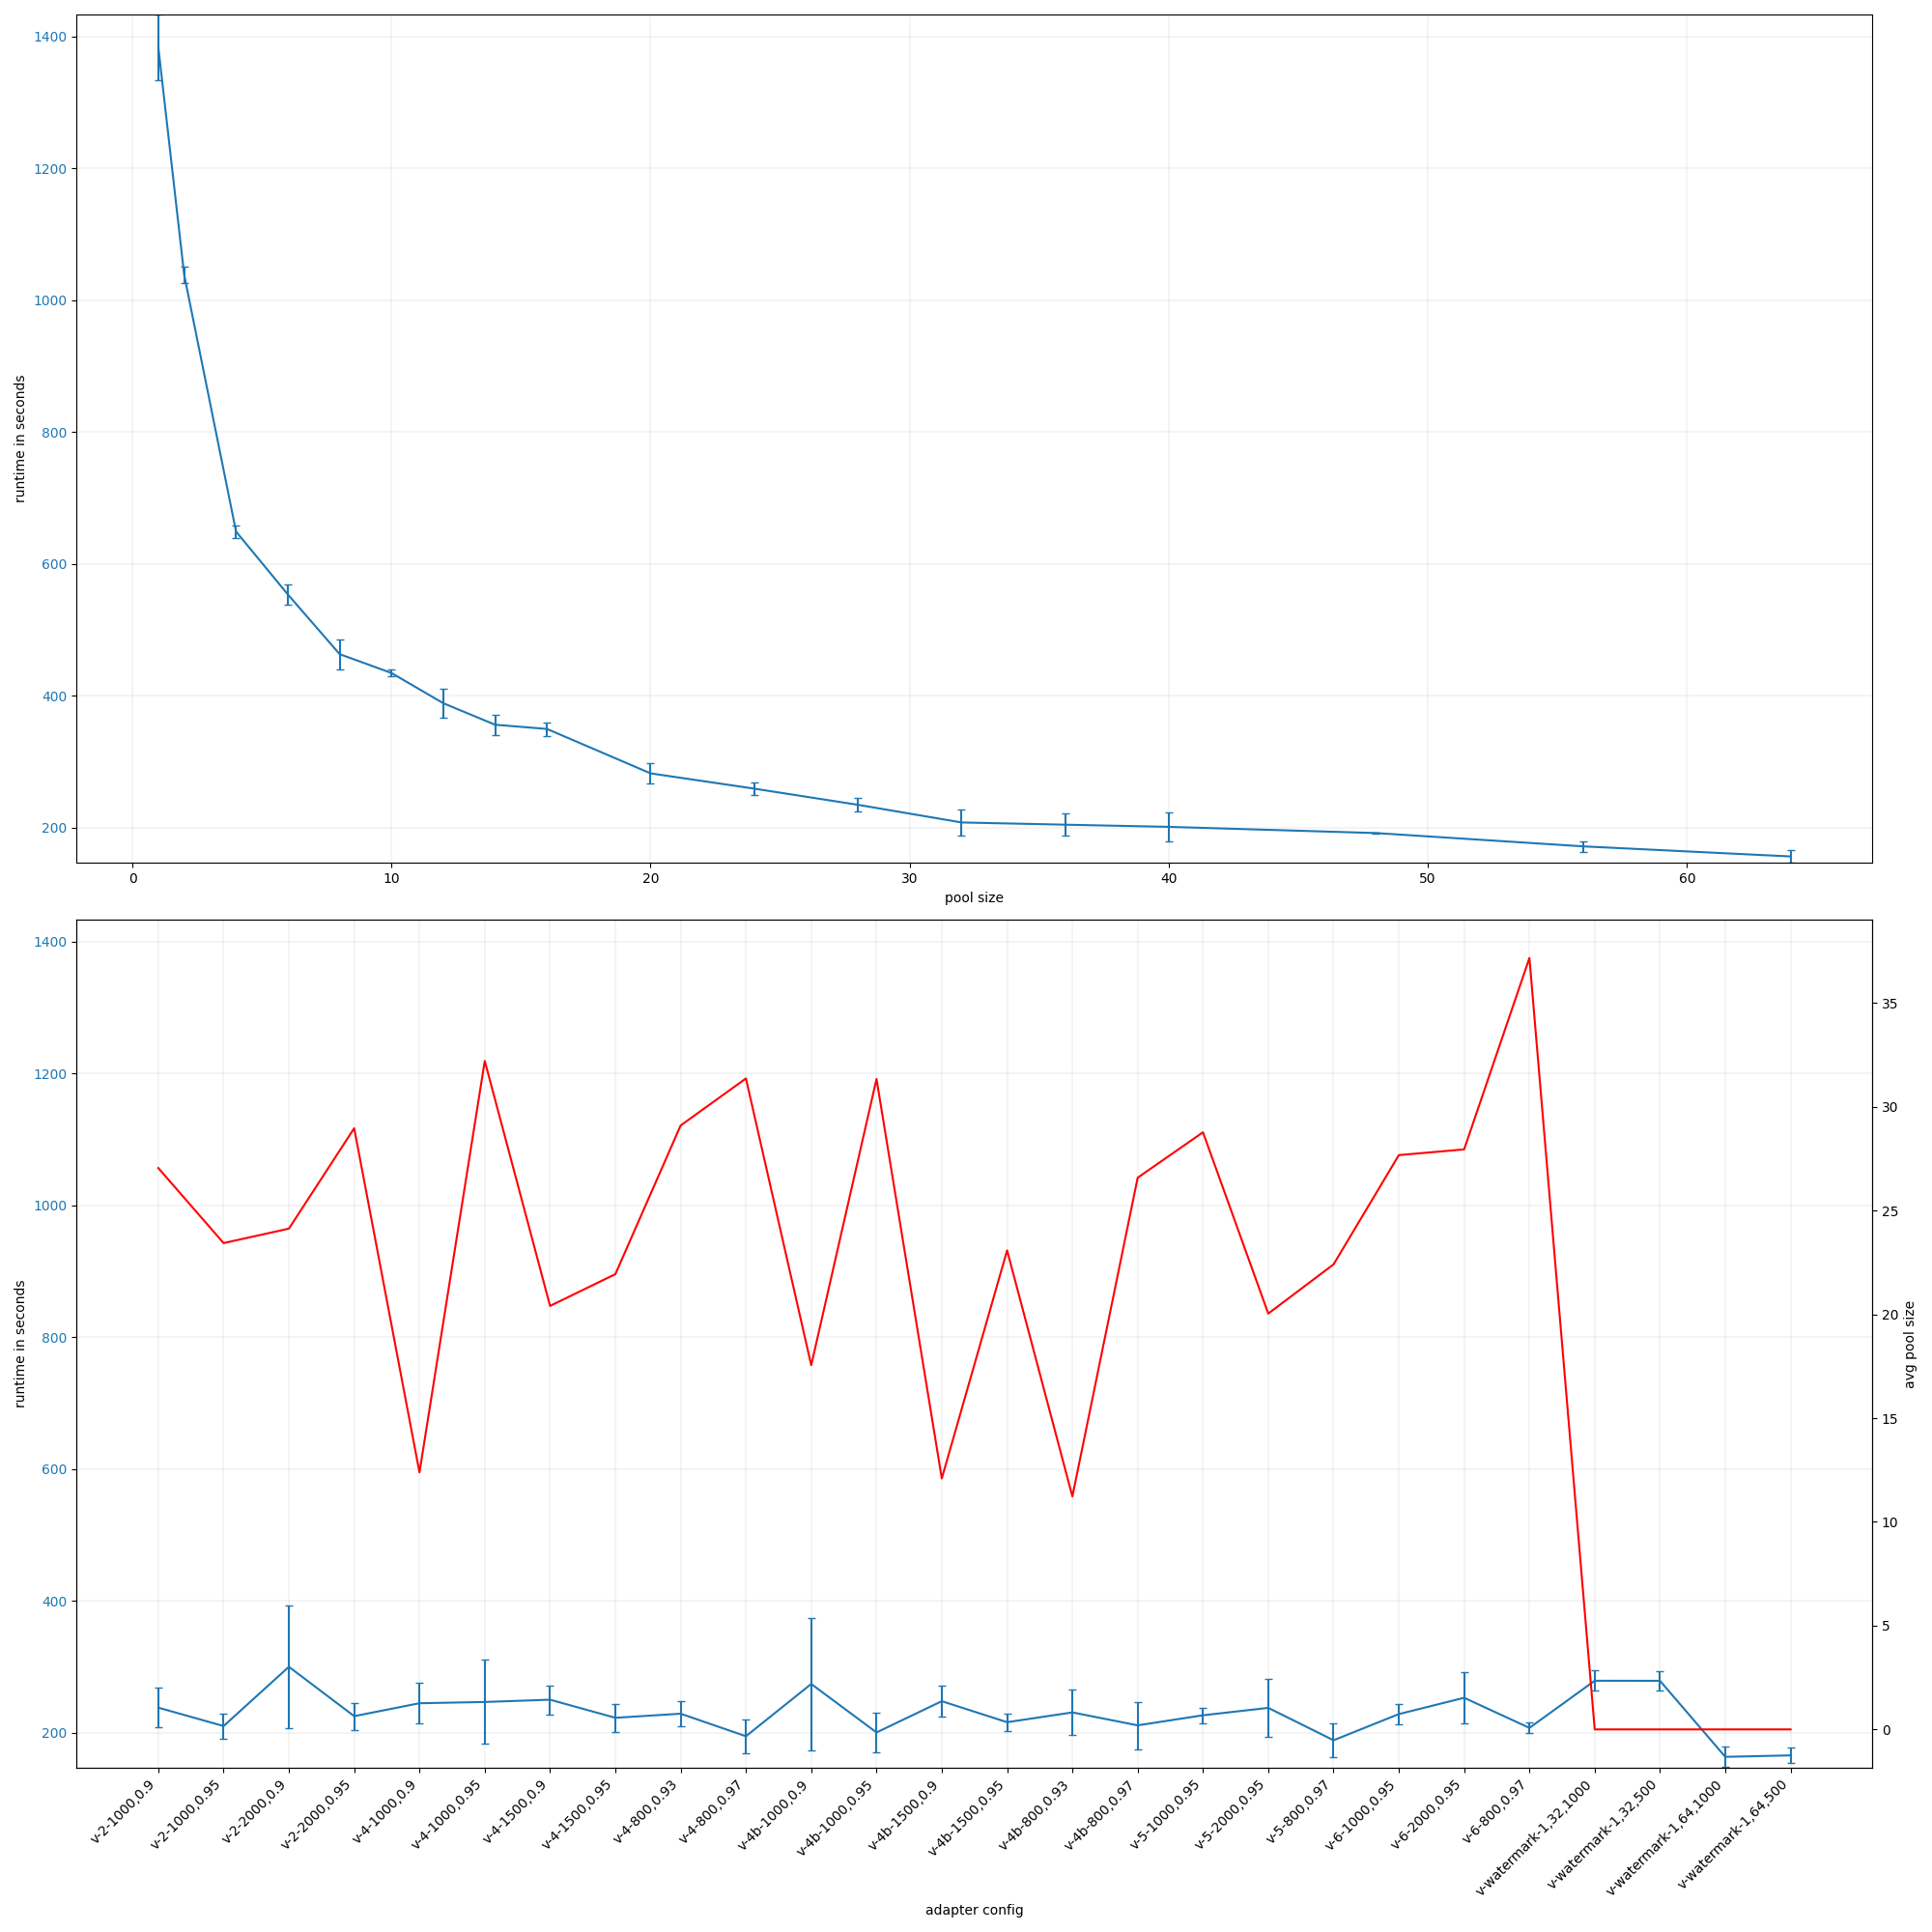 1400
1200
1000
800
600
400
200
runtime in seconds
0 10 20 30 40 50 60
pool size
1400
1200
1000
800
600
400
200
runtime in seconds
35
30
25
20
15
10
5
0
avg pool size
v-2-1000,0.9
v-2-1000,0.95
v-2-2000,0.9
v-2-2000,0.95
v-4-1000,0.9
v-4-1000,0.95
v-4-1500,0.9
v-4-1500,0.95
v-4-800,0.93
v-4-800,0.97
v-4b-1000,0.9
v-4b-1000,0.95
v-4b-1500,0.9
v-4b-1500,0.95
v-4b-800,0.93
v-4b-800,0.97
v-5-1000,0.95
v-5-2000,0.95
v-5-800,0.97
v-6-1000,0.95
v-6-2000,0.95
v-6-800,0.97
v-watermark-1,32,1000
v-watermark-1,32,500
v-watermark-1,64,1000
v-watermark-1,64,500
adapter config